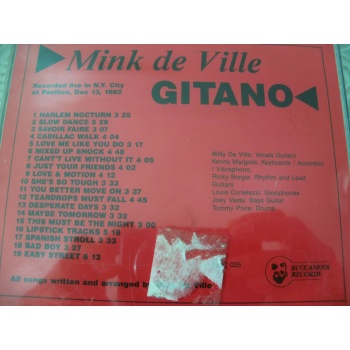 Mink de Ville
Recorded live in N.Y. City
at Pavilino, Dec 13, 1982
GITANO
1 HARLEM NOCTURN 3 25
2 SLOW DANCE 3 29
3 SAVOIR FAIRE 3 07
4 CADILLAC WALK 4 04
5 LOVE ME LIKE YOU DO 3 17
6 MIXED UP SHOCK 4 48
7 CAN'T LIVE WITHOUT IT 4 05
8 JUST YOUR FRIENDS 4 02
9 LOVE & MOTION 4 12
10 SHE'S SO TOUGH 3 33
11 YOU BETTER MOVE ON 3 37
12 TEARDROPS MUST FALL 4 45
13 DESPERATE DAYS 3 32
14 MAYBE TOMORROW 3 32
15 THIS MUST BE THE NIGHT 3 00
16 LIPSTICK TRACKS 5 18
17 SPANISH STROLL 3 33
18 BAD BOY 3 27
19 EASY STREET 6 13
Willy De Ville: Vocals Guitars
Kenny Margolis: Keyboards / Accordion
/ Vibraphone
Ricky Borgia: Rhythm and Lead
Guitars
Louis Cortelezzi: Saxophones
Joey Vasta: Bass Guitar
Tommy Price: Drums
All songs written and arranged by ville
025
BUCCANEER
RECORDS